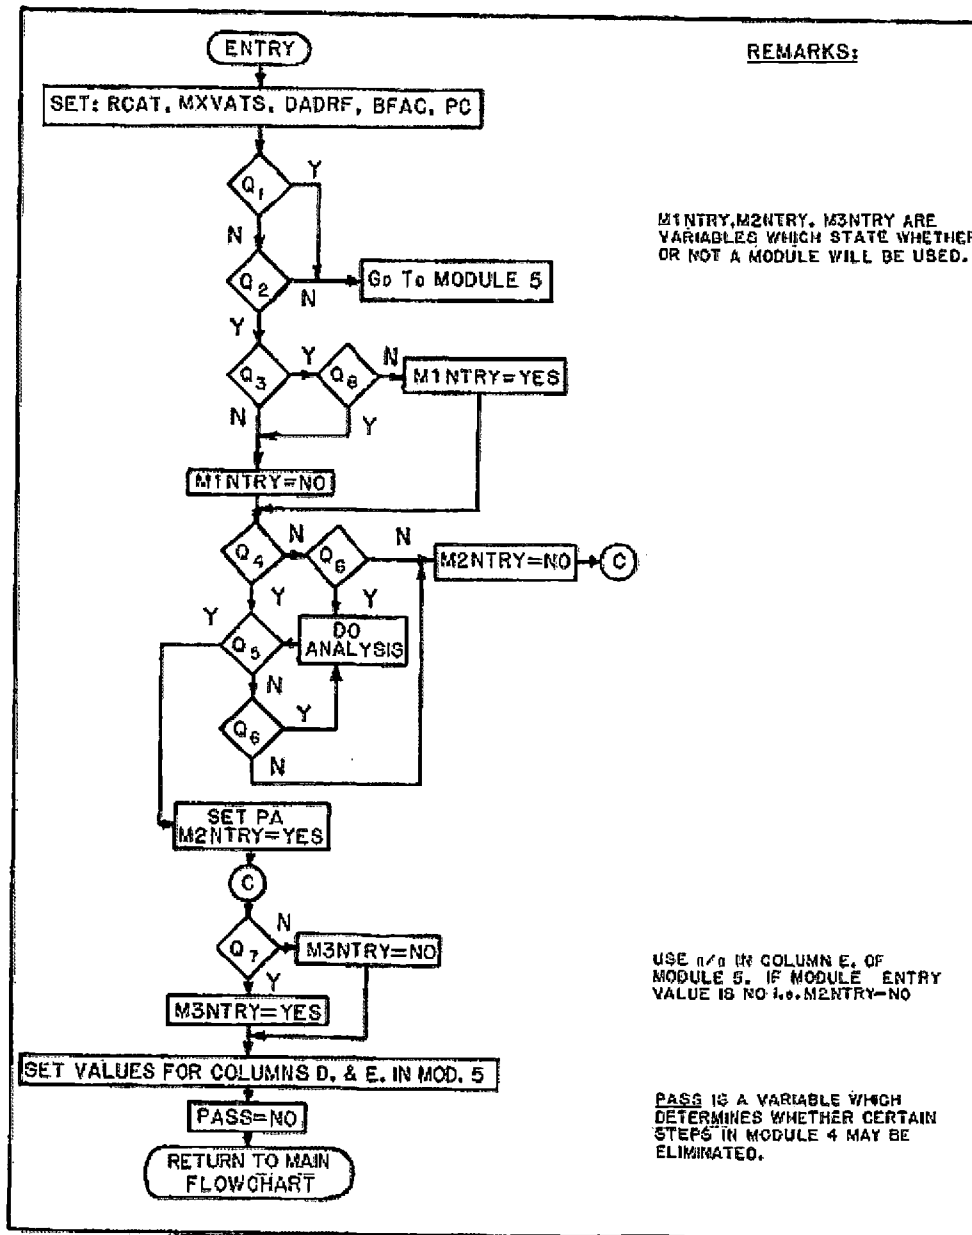 ENTRY
REMARKS:
SET: RCAT, MXVATS, DADRF, BFAC, PC
Q1
Y
N
M1NTRY, M2NTRY, M3NTRY ARE
VARIABLES WHICH STATE WHETHER
OR NOT A MODULE WILL BE USED.
Q2
N
Go To MODULE 5
Y
Q3
Y
Q8
N
M1NTRY=YES
N
Y
M1NTRY=NO
Q4
N
Q6
N
M2NTRY=NO
C
Y
Y
Y
Q5
DO
ANALYSIS
N
Q6
Y
N
SET PA
M2NTRY=YES
C
Q7
N
M3NTRY=NO
Y
M3NTRY=YES
USE n/a IN COLUMN E. OF
MODULE 5. IF MODULE ENTRY
VALUE IS NO i.e. M2NTRY=NO
SET VALUES FOR COLUMNS D. & E. IN MOD. 5
PASS=NO
PASS IS A VARIABLE WHICH
DETERMINES WHETHER CERTAIN
STEPS IN MODULE 4 MAY BE
ELIMINATED.
RETURN TO MAIN
FLOWCHART